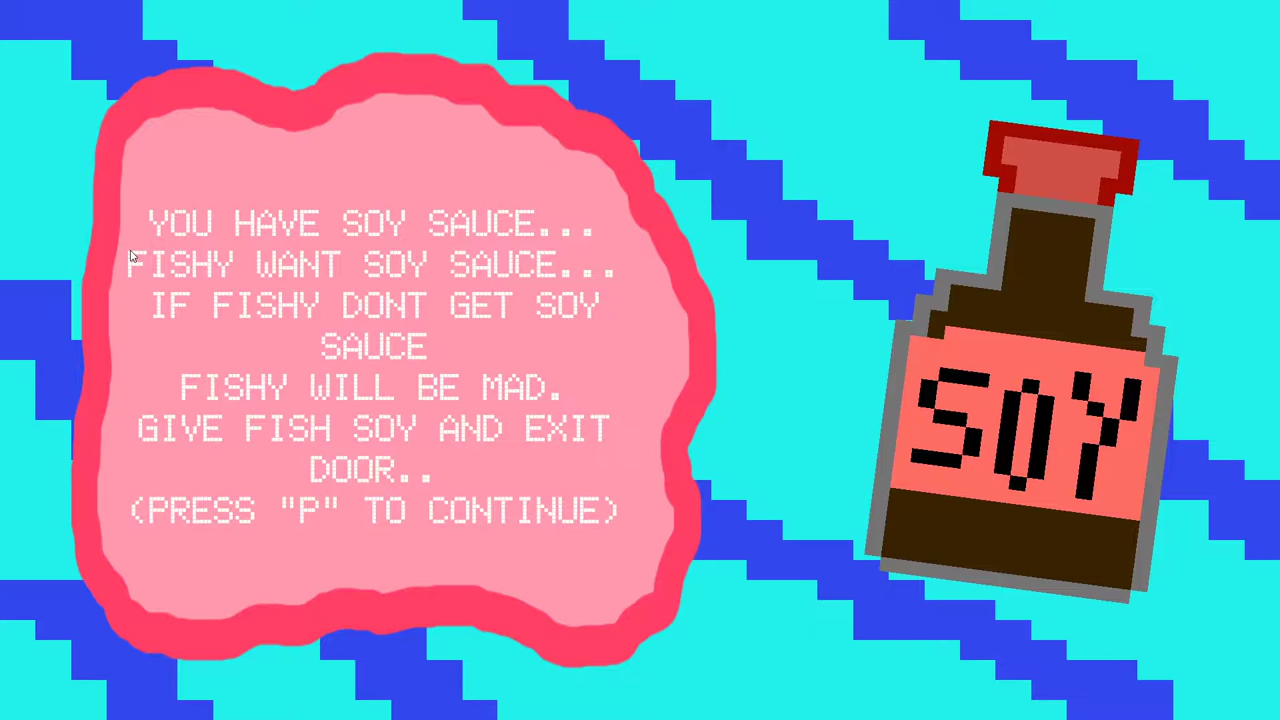 YOU HAVE SOY SAUCE...
FISHY WANT SOY SAUCE...
IF FISHY DONT GET SOY
SAUCE
FISHY WILL BE MAD.
GIVE FISH SOY AND EXIT
DOOR..
(PRESS "P" TO CONTINUE)
SOY